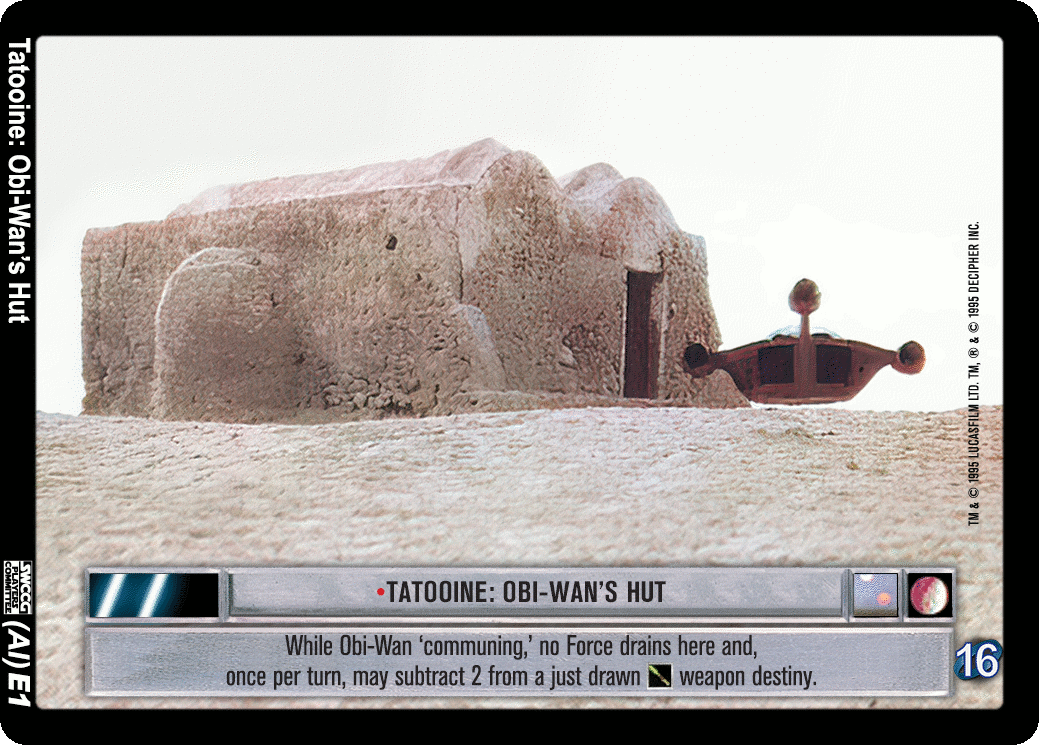 Tatooine: Obi-Wan's Hut
TM & © 1995 LUCASFILM LTD. TM, ® & © 1995 DECIPHER INC.
•TATOOINE: OBI-WAN'S HUT
While Obi-Wan ‘communing,’ no Force drains here and,
once per turn, may subtract 2 from a just drawn weapon destiny.
SWCCG
PLAYERS
COMMITTEE
(AI) E1
16